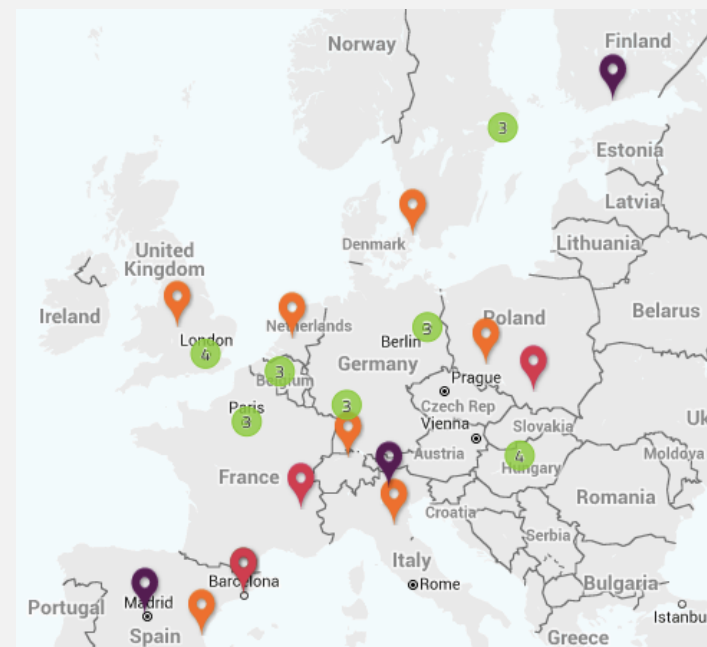 Norway
Finland
3
Estonia
Latvia
Denmark
Lithuania
United
Kingdom
Ireland
Netherlands
Belarus
Poland
London
4
Berlin
3
Germany
3
Belgium
Prague
Paris
3
3
Czech Rep
Vienna
Slovakia
Uk
Austria
4
Hungary
Moldova
France
Romania
Croatia
Serbia
Italy
Barcelona
Rome
Bulgaria
Portugal
Madrid
Spain
Istanbu
Greece